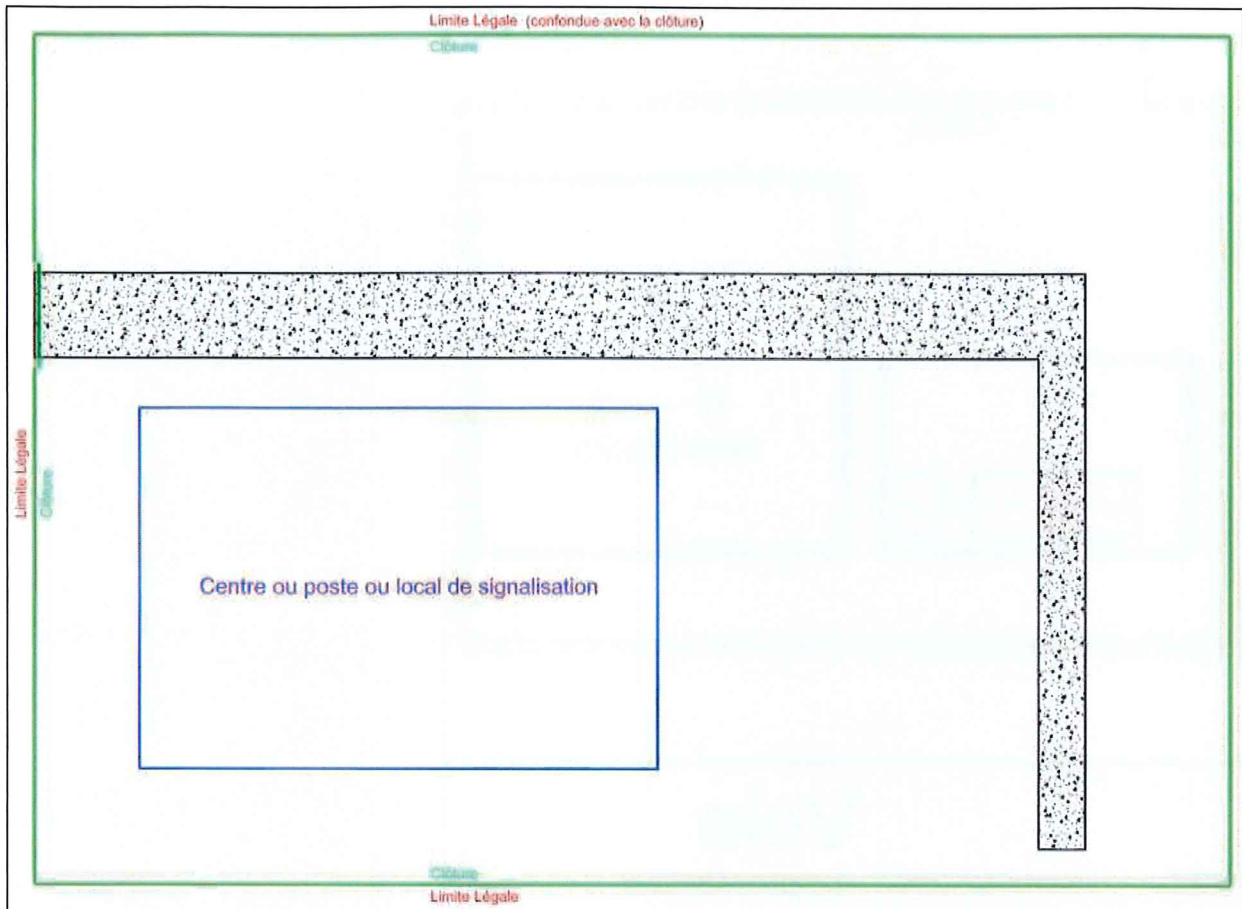 Limite Légale (confondue avec la clôture)
Clôture
Limite Légale
Clôture
Centre ou poste ou local de signalisation
Clôture
Limite Légale